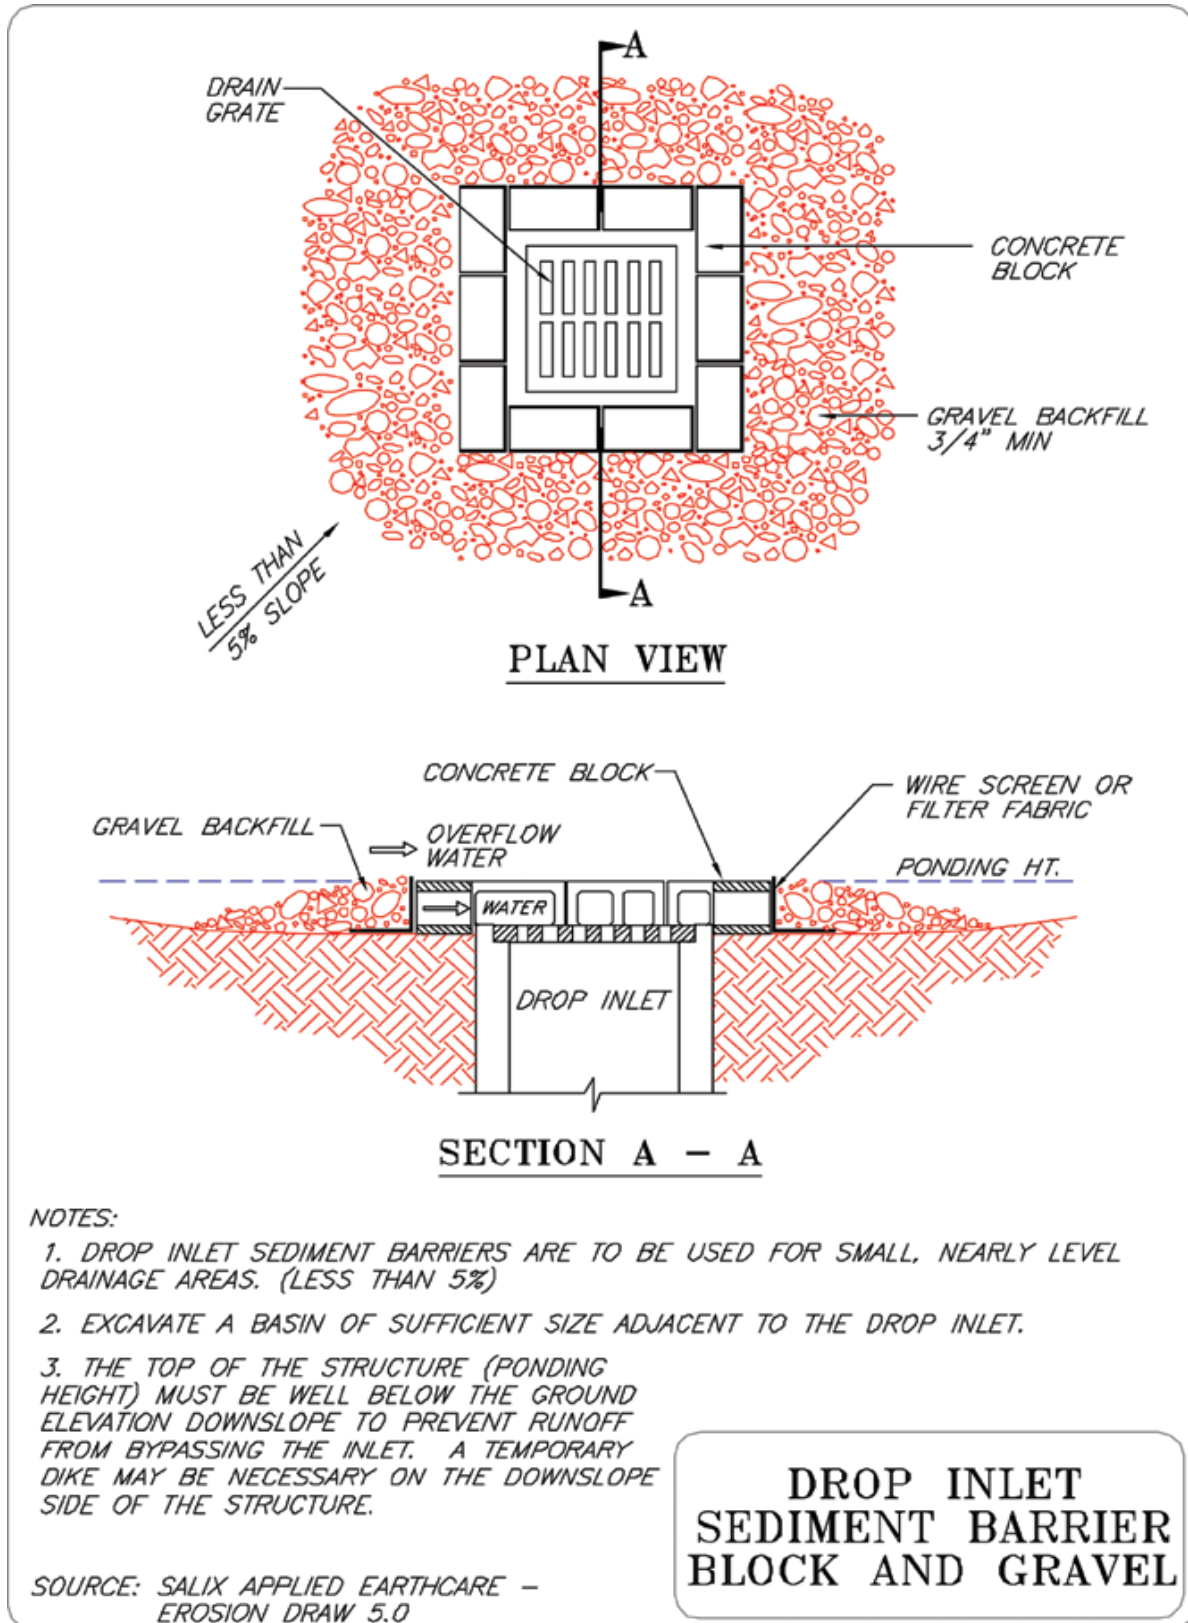 A
DRAIN
GRATE
CONCRETE
BLOCK
GRAVEL BACKFILL
3/4" MIN
LESS THAN
5% SLOPE
A
PLAN VIEW
CONCRETE BLOCK
WIRE SCREEN OR
FILTER FABRIC
GRAVEL BACKFILL
OVERFLOW
WATER
PONDING HT.
WATER
DROP INLET
SECTION A - A
NOTES:
1. DROP INLET SEDIMENT BARRIERS ARE TO BE USED FOR SMALL, NEARLY LEVEL
DRAINAGE AREAS. (LESS THAN 5%)
2. EXCAVATE A BASIN OF SUFFICIENT SIZE ADJACENT TO THE DROP INLET.
3. THE TOP OF THE STRUCTURE (PONDING
HEIGHT) MUST BE WELL BELOW THE GROUND
ELEVATION DOWNSLOPE TO PREVENT RUNOFF
FROM BYPASSING THE INLET. A TEMPORARY
DIKE MAY BE NECESSARY ON THE DOWNSLOPE
SIDE OF THE STRUCTURE.
DROP INLET
SEDIMENT BARRIER
BLOCK AND GRAVEL
SOURCE: SALIX APPLIED EARTHCARE -
EROSION DRAW 5.0